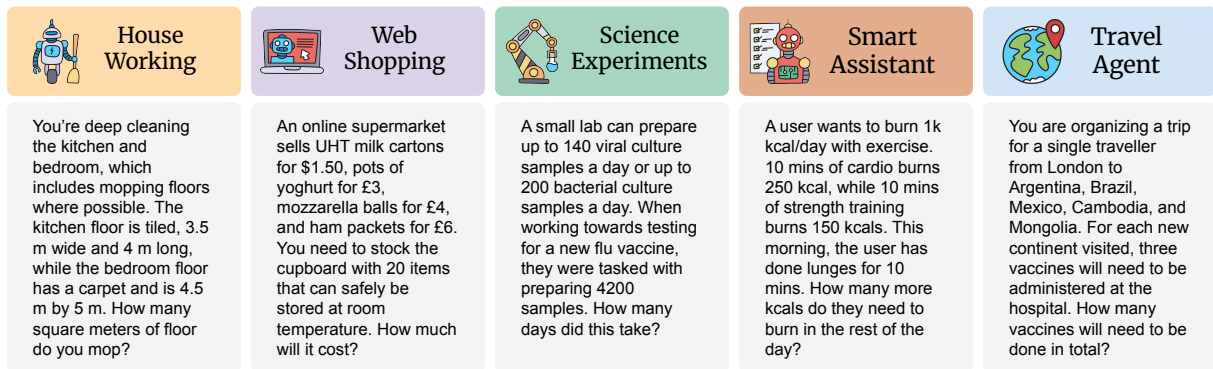 House
Working
You're deep cleaning
the kitchen and
bedroom, which
includes mopping floors
where possible. The
kitchen floor is tiled, 3.5
m wide and 4 m long,
while the bedroom floor
has a carpet and is 4.5
m by 5 m. How many
square meters of floor
do you mop?
Web
Shopping
An online supermarket
sells UHT milk cartons
for $1.50, pots of
yoghurt for £3,
mozzarella balls for £4,
and ham packets for £6.
You need to stock the
cupboard with 20 items
that can safely be
stored at room
temperature. How much
will it cost?
Science
Experiments
A small lab can prepare
up to 140 viral culture
samples a day or up to
200 bacterial culture
samples a day. When
working towards testing
for a new flu vaccine,
they were tasked with
preparing 4200
samples. How many
days did this take?
Smart
Assistant
A user wants to burn 1k
kcal/day with exercise.
10 mins of cardio burns
250 kcal, while 10 mins
of strength training
burns 150 kcals. This
morning, the user has
done lunges for 10
mins. How many more
kcals do they need to
burn in the rest of the
day?
Travel
Agent
You are organizing a trip
for a single traveller
from London to
Argentina, Brazil,
Mexico, Cambodia, and
Mongolia. For each new
continent visited, three
vaccines will need to be
administered at the
hospital. How many
vaccines will need to be
done in total?